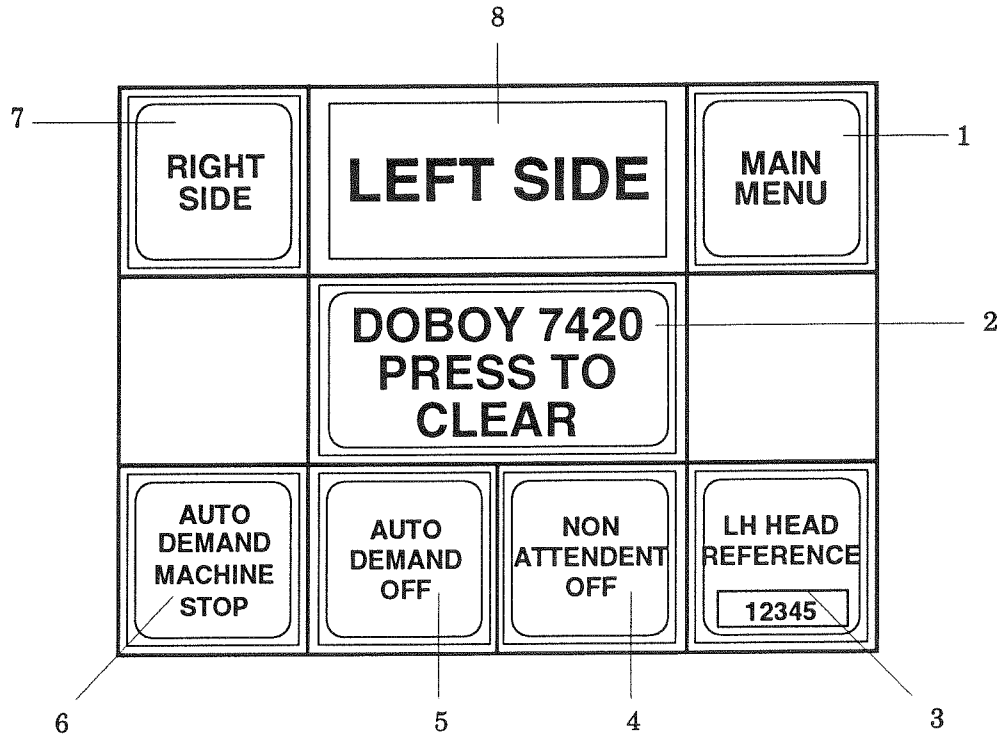 8
7
RIGHT
SIDE
LEFT SIDE
MAIN
MENU
1
DOBOY 7420
PRESS TO
CLEAR
2
AUTO
DEMAND
MACHINE
STOP
AUTO
DEMAND
OFF
NON
ATTENDENT
OFF
LH HEAD
REFERENCE
12345
6
5
4
3